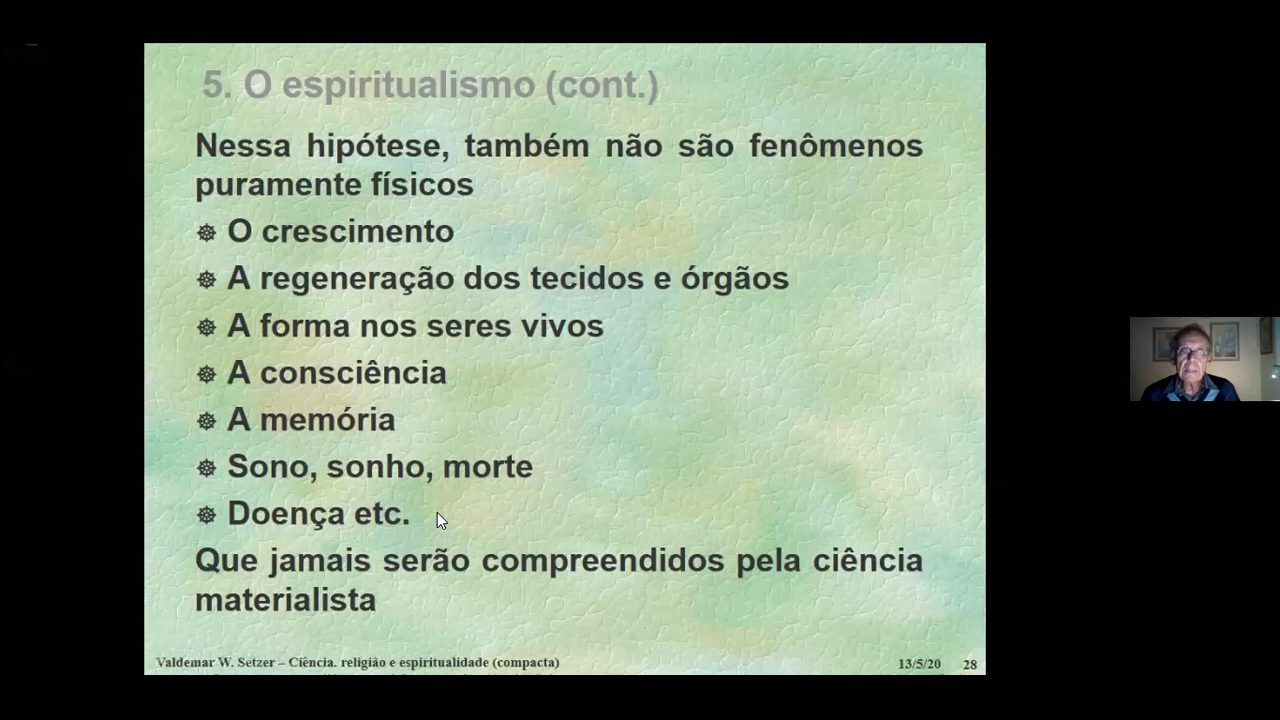 5. O espiritualismo (cont.)
Nessa hipótese, também não são fenômenos
puramente físicos
O crescimento
A regeneração dos tecidos e órgãos
A forma nos seres vivos
A consciência
A memória
Sono, sonho, morte
Doença etc.
Que jamais serão compreendidos pela ciência
materialista
Valdemar W. Setzer – Ciência. religião e espiritualidade (compacta)
13/5/20 28